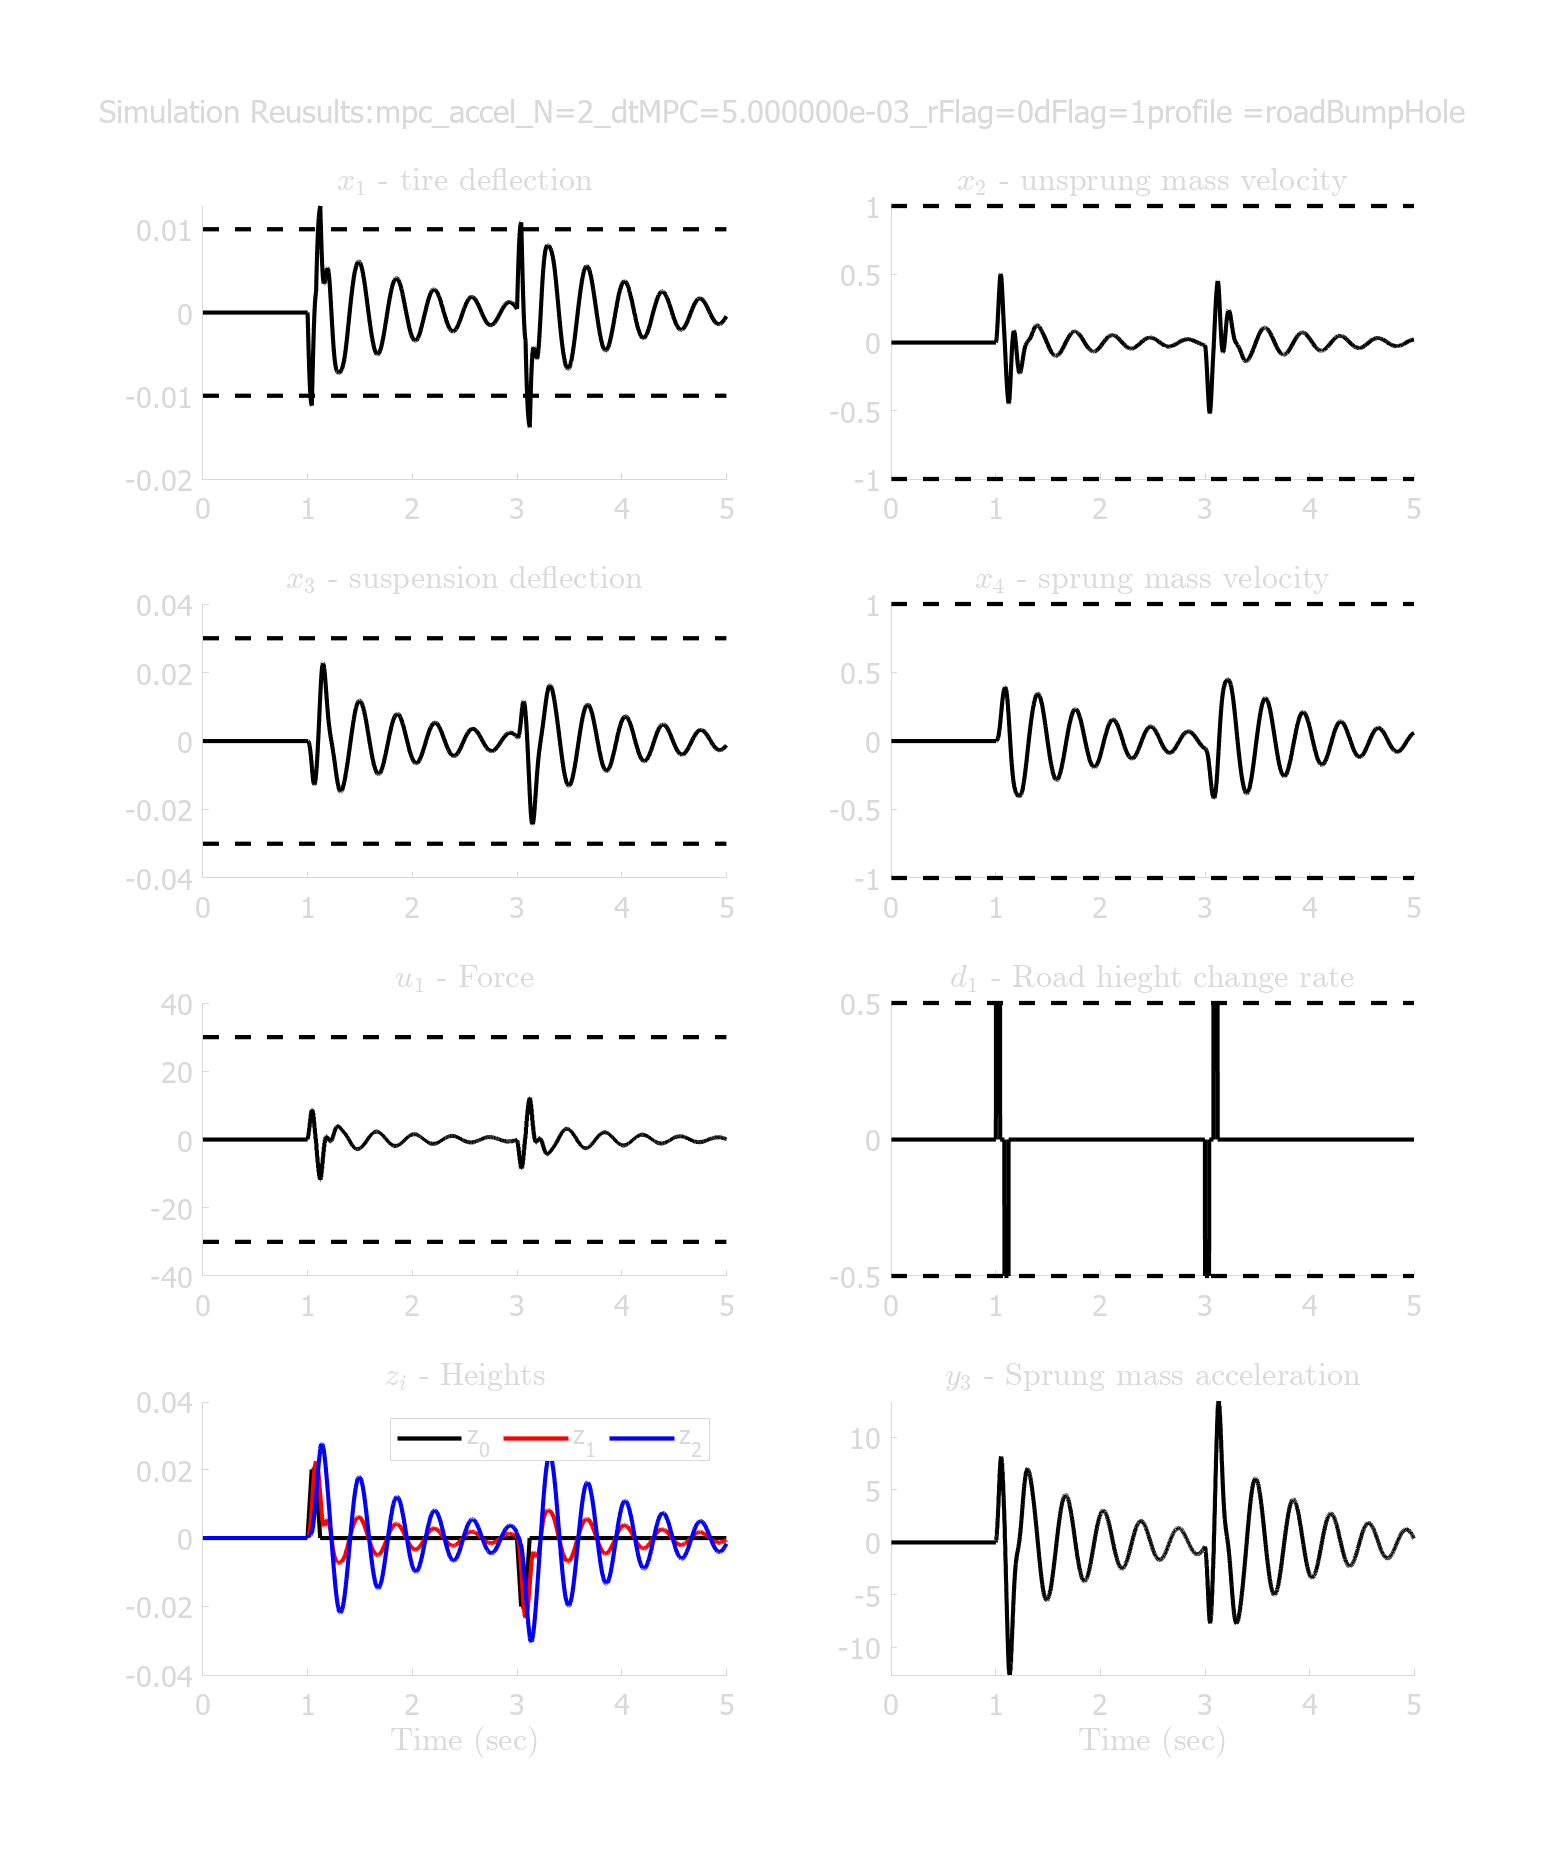 Simulation Reusults:mpc_accel_N=2_dtMPC=5.000000e-03_rFlag=0dFlag=1profile =roadBumpHole
x1 - tire deflection
0.01
0
-0.01
-0.02
0 1 2 3 4 5
x2 - unsprung mass velocity
1
0.5
0
-0.5
-1
0 1 2 3 4 5
x3 - suspension deflection
0.04
0.02
0
-0.02
-0.04
0 1 2 3 4 5
x4 - sprung mass velocity
1
0.5
0
-0.5
-1
0 1 2 3 4 5
u1 - Force
40
20
0
-20
-40
0 1 2 3 4 5
d1 - Road hieght change rate
0.5
0
-0.5
0 1 2 3 4 5
zi - Heights
z0 z1 z2
0.04
0.02
0
-0.02
-0.04
0 1 2 3 4 5
Time (sec)
y3 - Sprung mass acceleration
10
5
0
-5
-10
0 1 2 3 4 5
Time (sec)